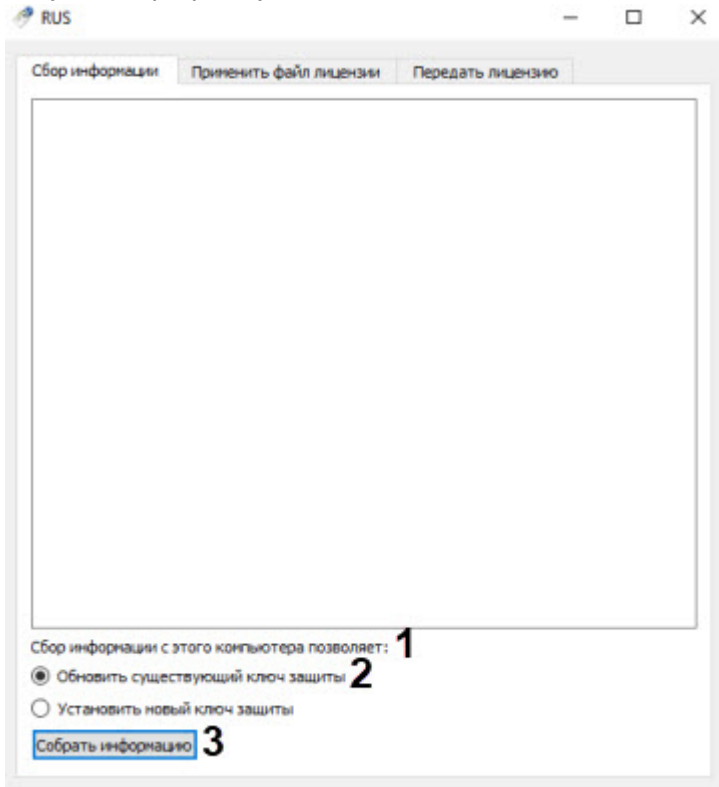 RUS
Сбор информации Применить файл лицензии Передать лицензию
Сбор информации с этого компьютера позволяет: 1
Обновить существующий ключ защиты 2
Установить новый ключ защиты
Собрать информацию 3